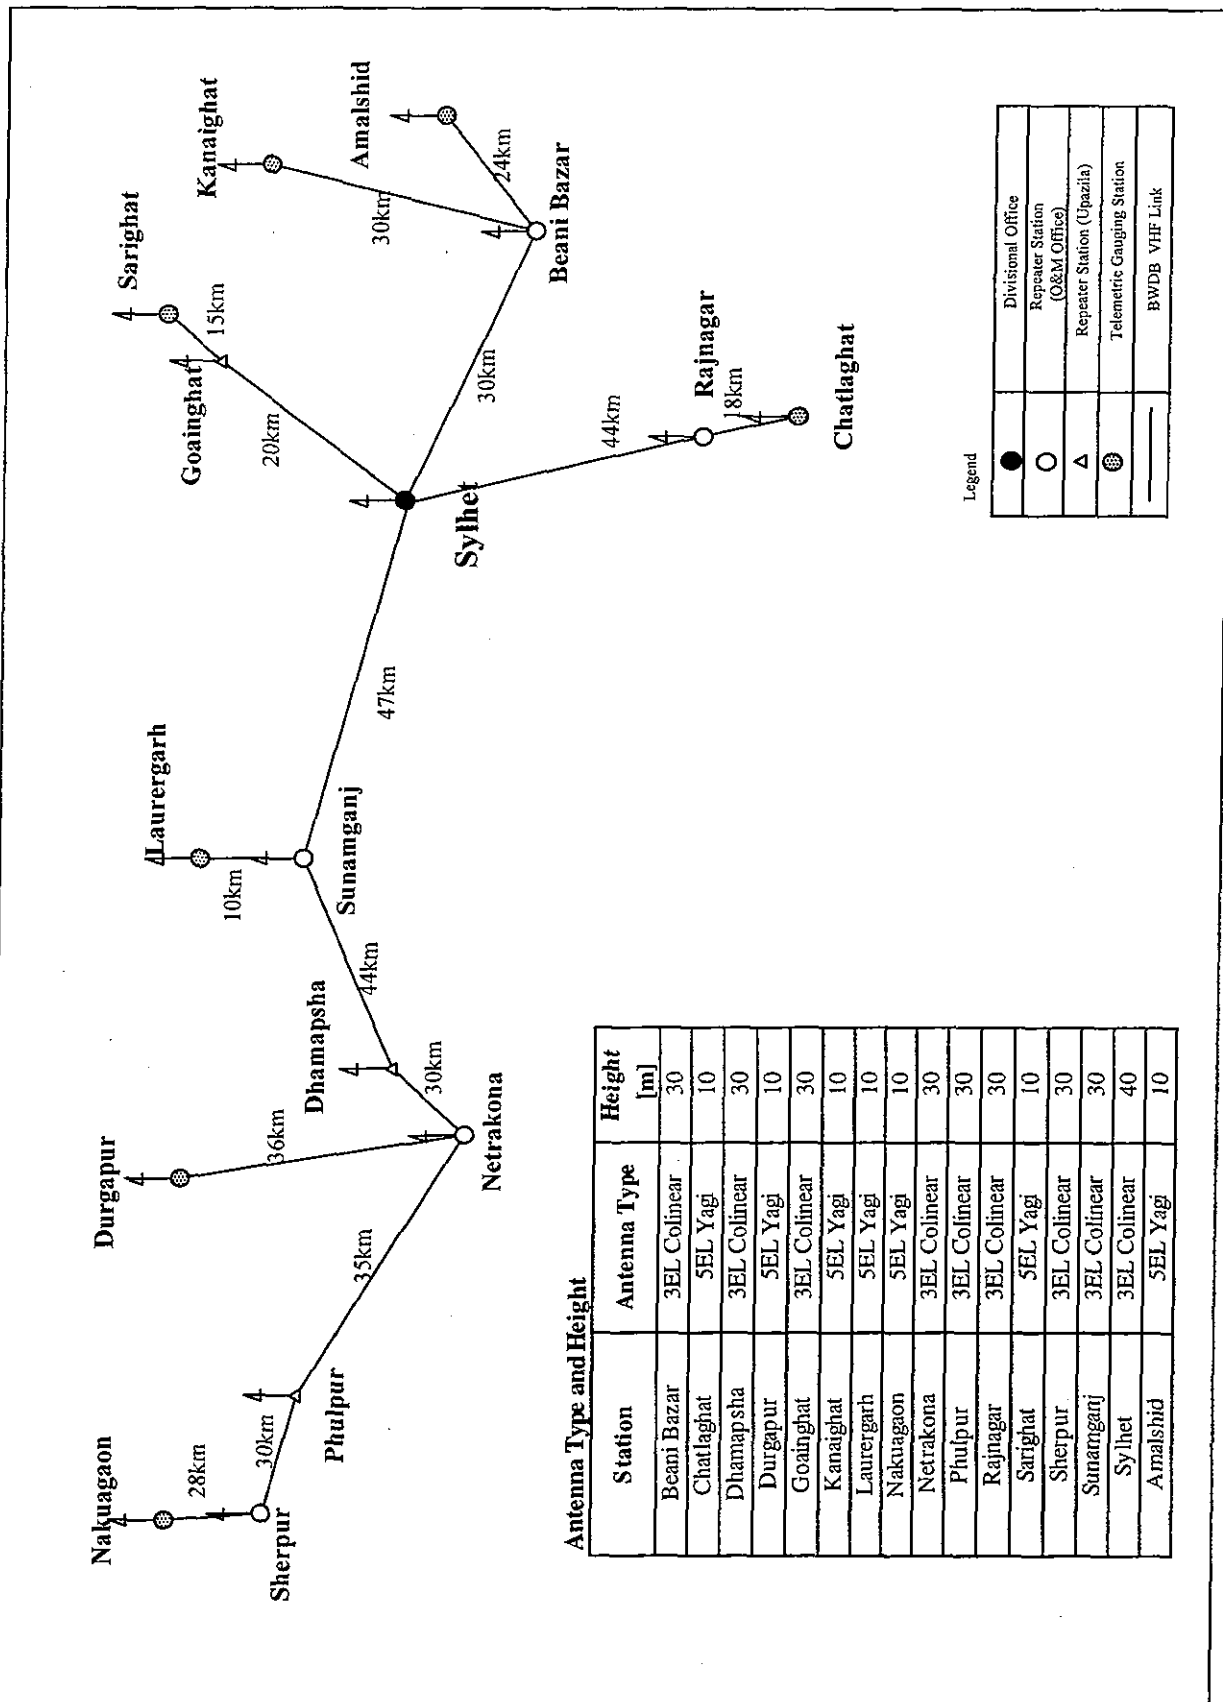 Nakuagaon
28km
Sherpur
30km
Phulpur
35km
Durgapur
36km
Netrakona
30km
Dhamapsha
44km
Laurergarh
10km
Sunamganj
47km
Sylhet
20km
Goainghat
15km
Sarighat
30km
Beani Bazar
30km
Kanaighat
24km
Amalshid
44km
Rajnagar
18km
Chatlaghat
Antenna Type and Height
Station Antenna Type Height [m]
Beani Bazar 3EL Colinear 30
Chatlaghat 5EL Yagi 10
Dhamapsha 3EL Colinear 30
Durgapur 5EL Yagi 10
Goainghat 3EL Colinear 30
Kanaighat 5EL Yagi 10
Laurergarh 5EL Yagi 10
Nakuagaon 5EL Yagi 10
Netrakona 3EL Colinear 30
Phulpur 3EL Colinear 30
Rajnagar 3EL Colinear 30
Sarighat 5EL Yagi 10
Sherpur 3EL Colinear 30
Sunamganj 3EL Colinear 30
Sylhet 3EL Colinear 40
Amalshid 5EL Yagi 10
Legend
Divisional Office
Repeater Station
(O&M Office)
Repeater Station (Upazila)
Telemetric Gauging Station
BWDB VHF Link